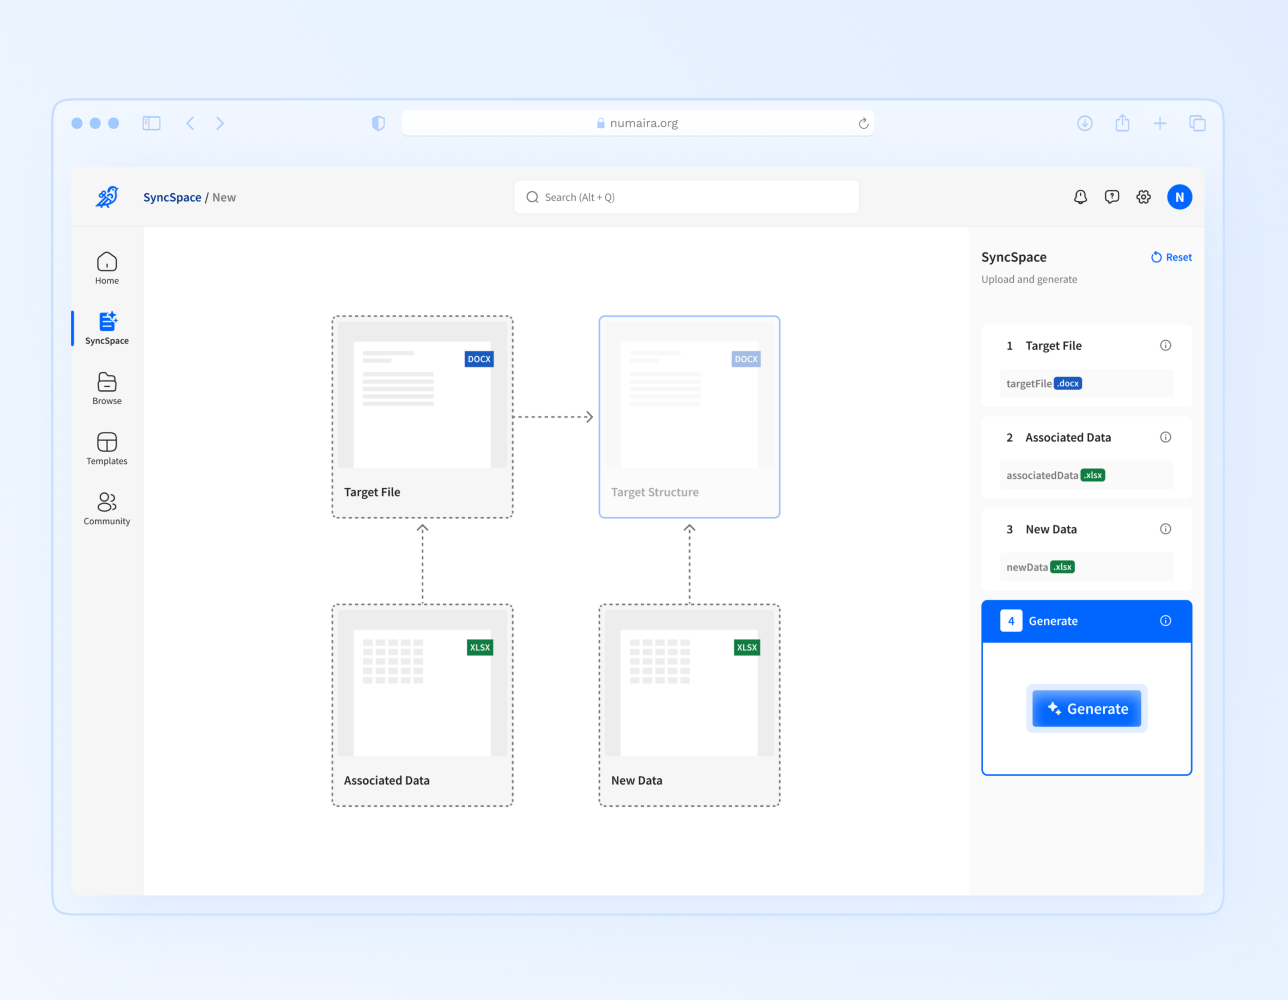 numaira.org
SyncSpace / New
Search (Alt + Q)
N
Home
SyncSpace
Browse
Templates
Community
DOCX
Target File
DOCX
Target Structure
XLSX
Associated Data
XLSX
New Data
SyncSpace
Reset
Upload and generate
1 Target File
targetFile .docx
2 Associated Data
associatedData .xlsx
3 New Data
newData .xlsx
4 Generate
Generate